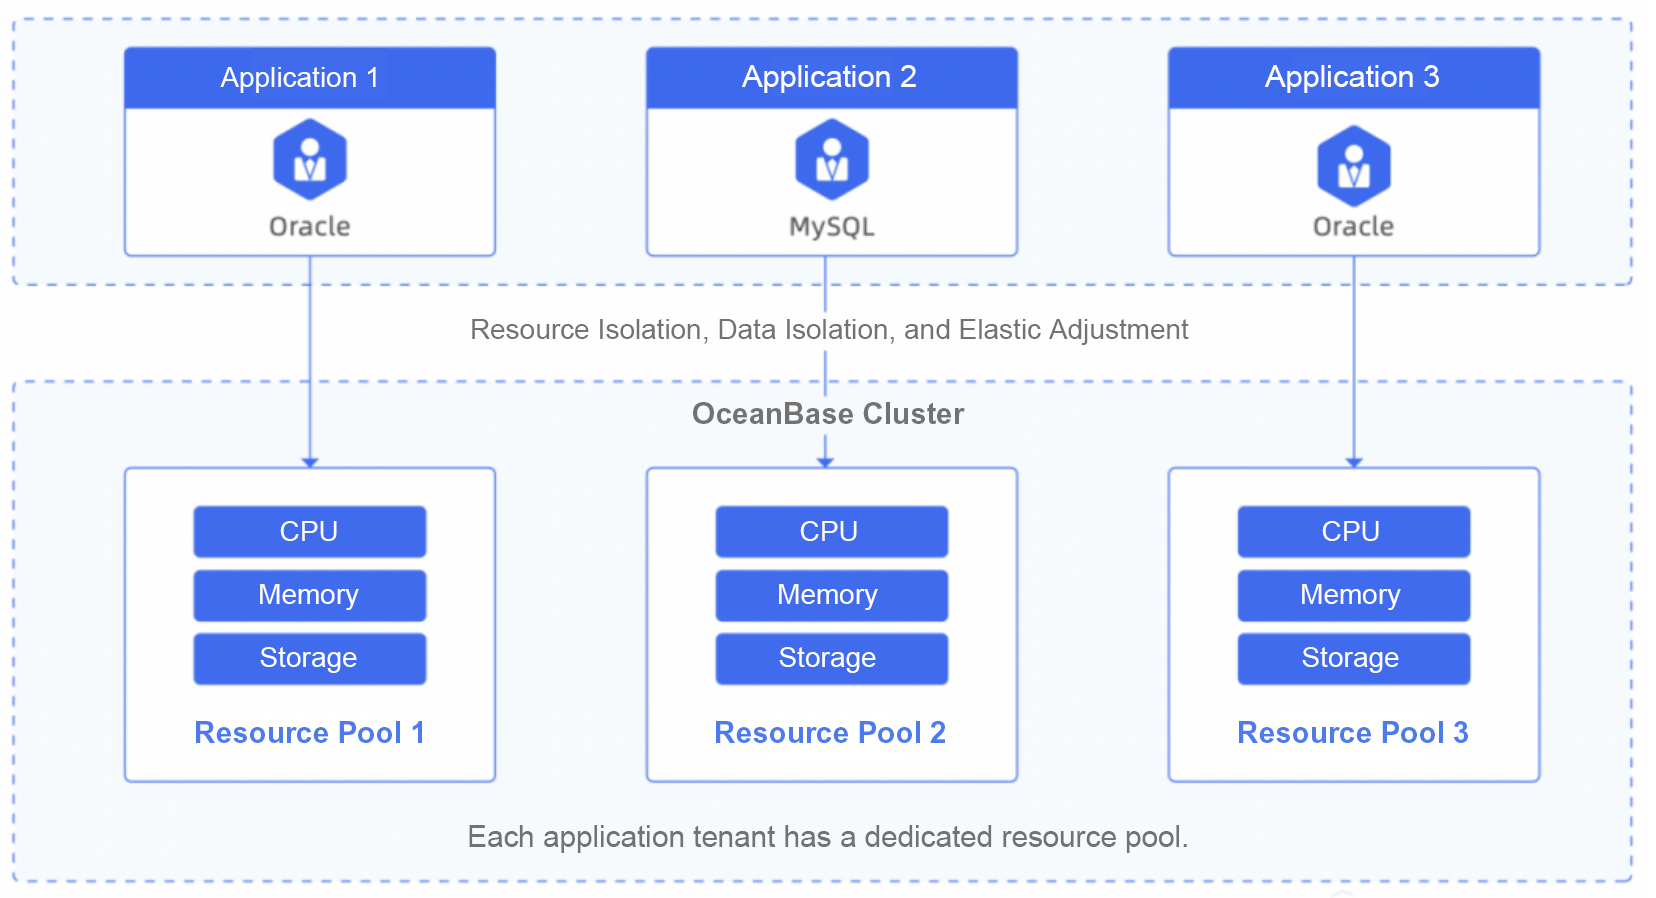 Application 1
Application 2
Application 3
Oracle
MySQL
Oracle
Resource Isolation, Data Isolation, and Elastic Adjustment
OceanBase Cluster
CPU
CPU
CPU
Memory
Memory
Memory
Storage
Storage
Storage
Resource Pool 1
Resource Pool 2
Resource Pool 3
Each application tenant has a dedicated resource pool.